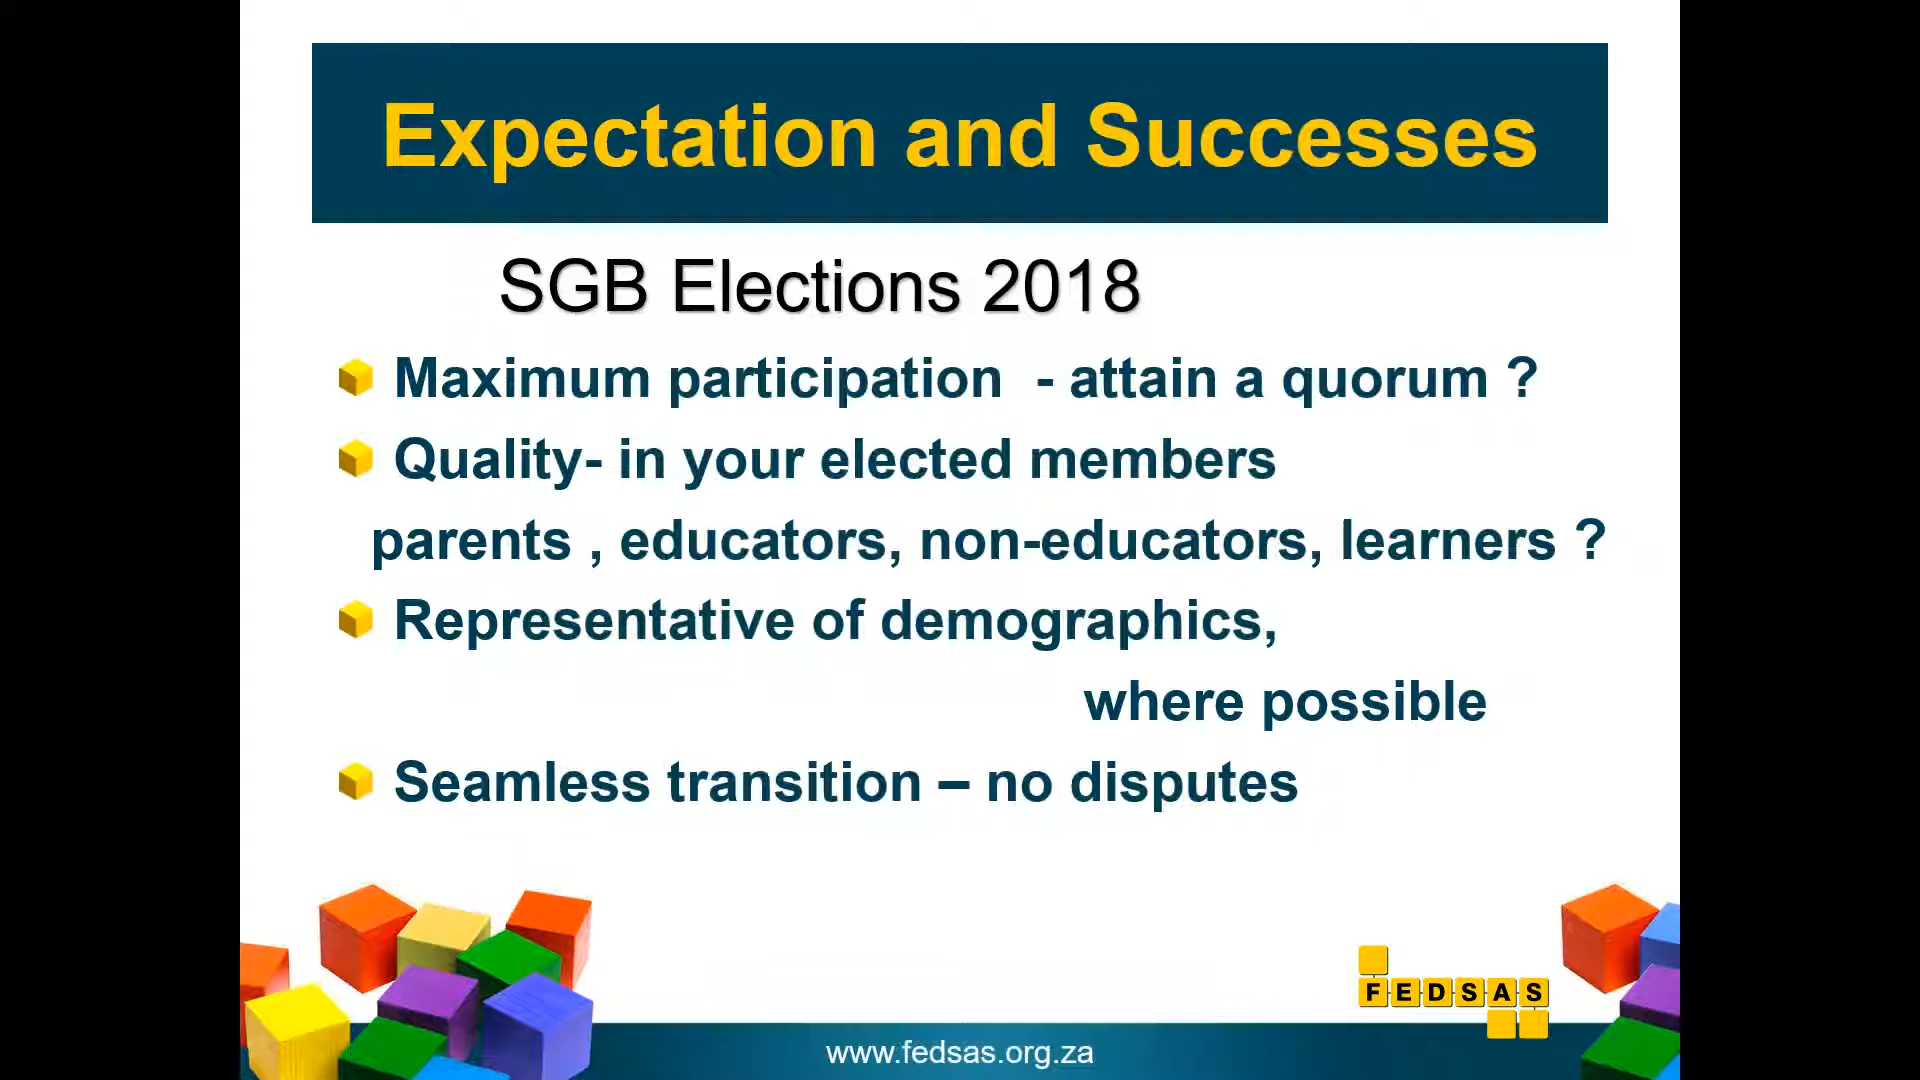 Expectation and Successes
SGB Elections 2018
Maximum participation - attain a quorum ?
Quality- in your elected members
parents , educators, non-educators, learners ?
Representative of demographics,
where possible
Seamless transition – no disputes
FEDSAS
www.fedsas.org.za